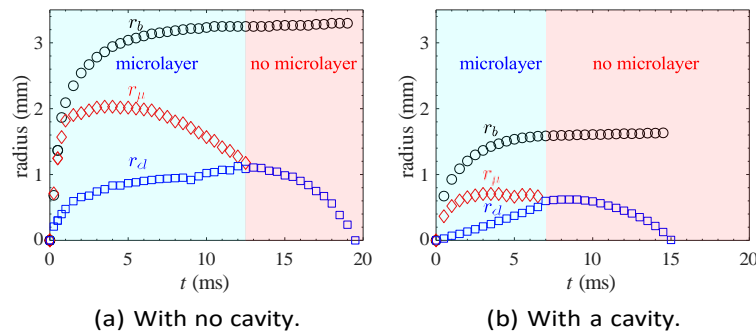 3
2
1
0
radius (mm)
r_b
microlayer
no microlayer
r_μ
r_d
0
5
10
15
20
t (ms)
(a) With no cavity.
3
2
1
0
radius (mm)
microlayer
no microlayer
r_b
r_μ
r_cl
0
5
10
15
20
t (ms)
(b) With a cavity.